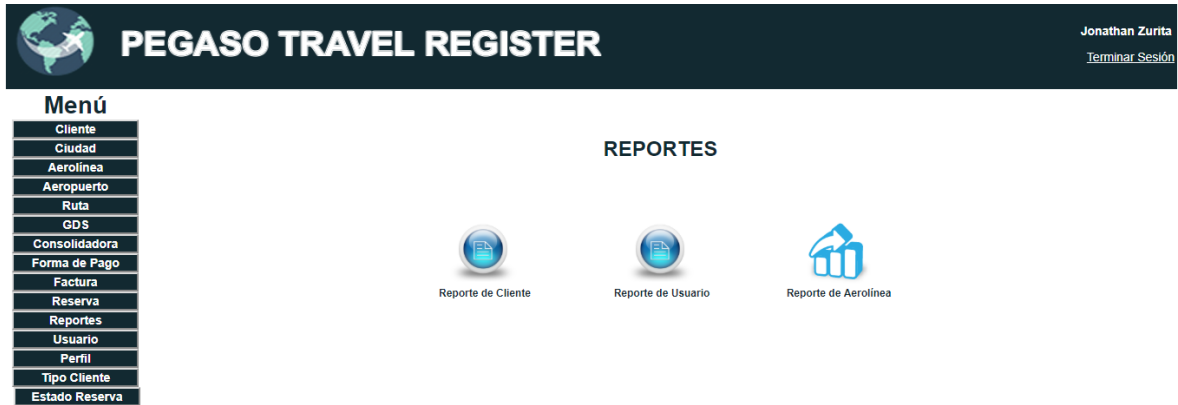 PEGASO TRAVEL REGISTER
Jonathan Zurita
Terminar Sesión
Menú
Cliente
Ciudad
Aerolínea
Aeropuerto
Ruta
GDS
Consolidadora
Forma de Pago
Factura
Reserva
Reportes
Usuario
Perfil
Tipo Cliente
Estado Reserva
REPORTES
Reporte de Cliente
Reporte de Usuario
Reporte de Aerolínea